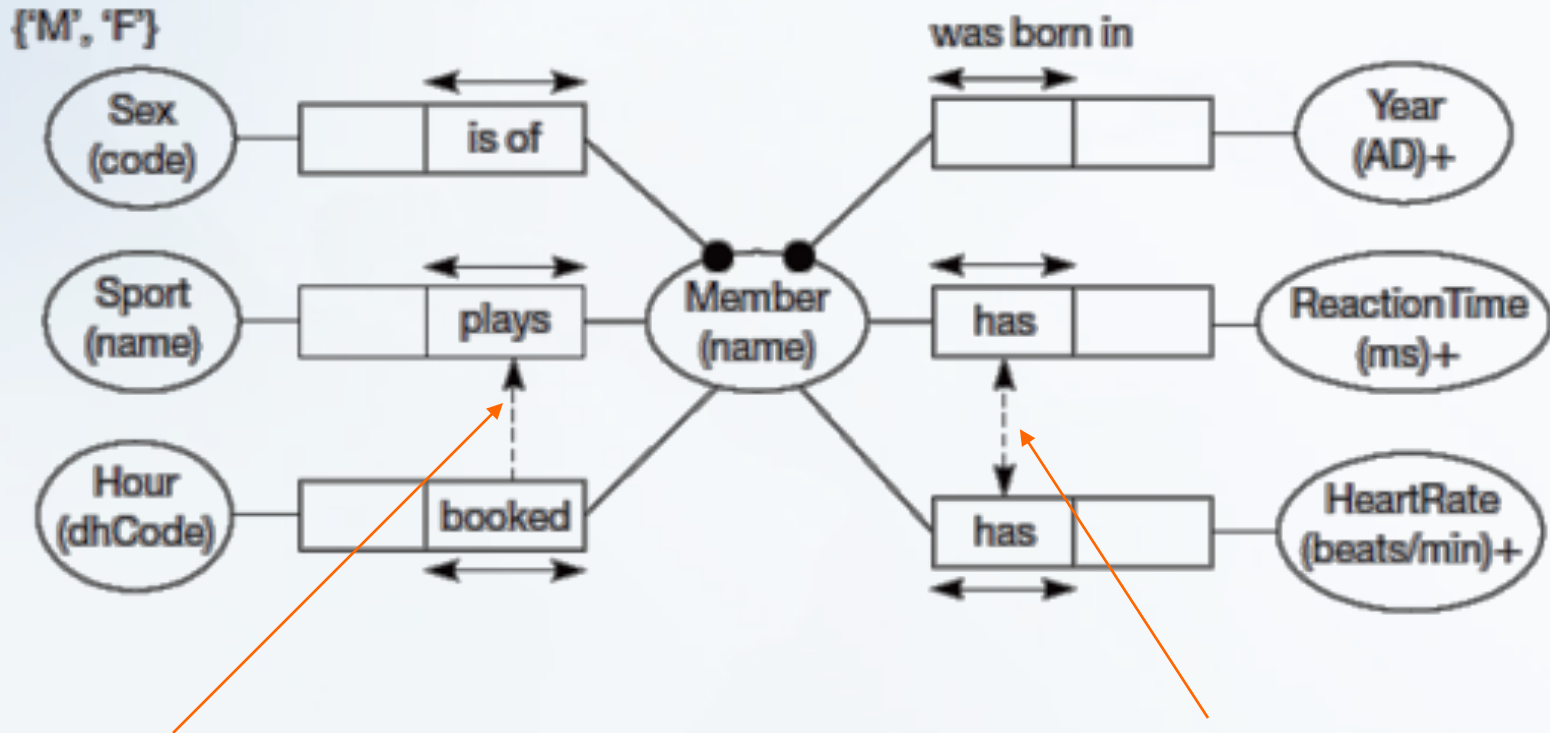 {‘M’, ‘F’}
was born in
Sex
(code)
is of
Year
(AD)+
Sport
(name)
plays
Member
(name)
has
ReactionTime
(ms)+
Hour
(dhCode)
booked
has
HeartRate
(beats/min)+